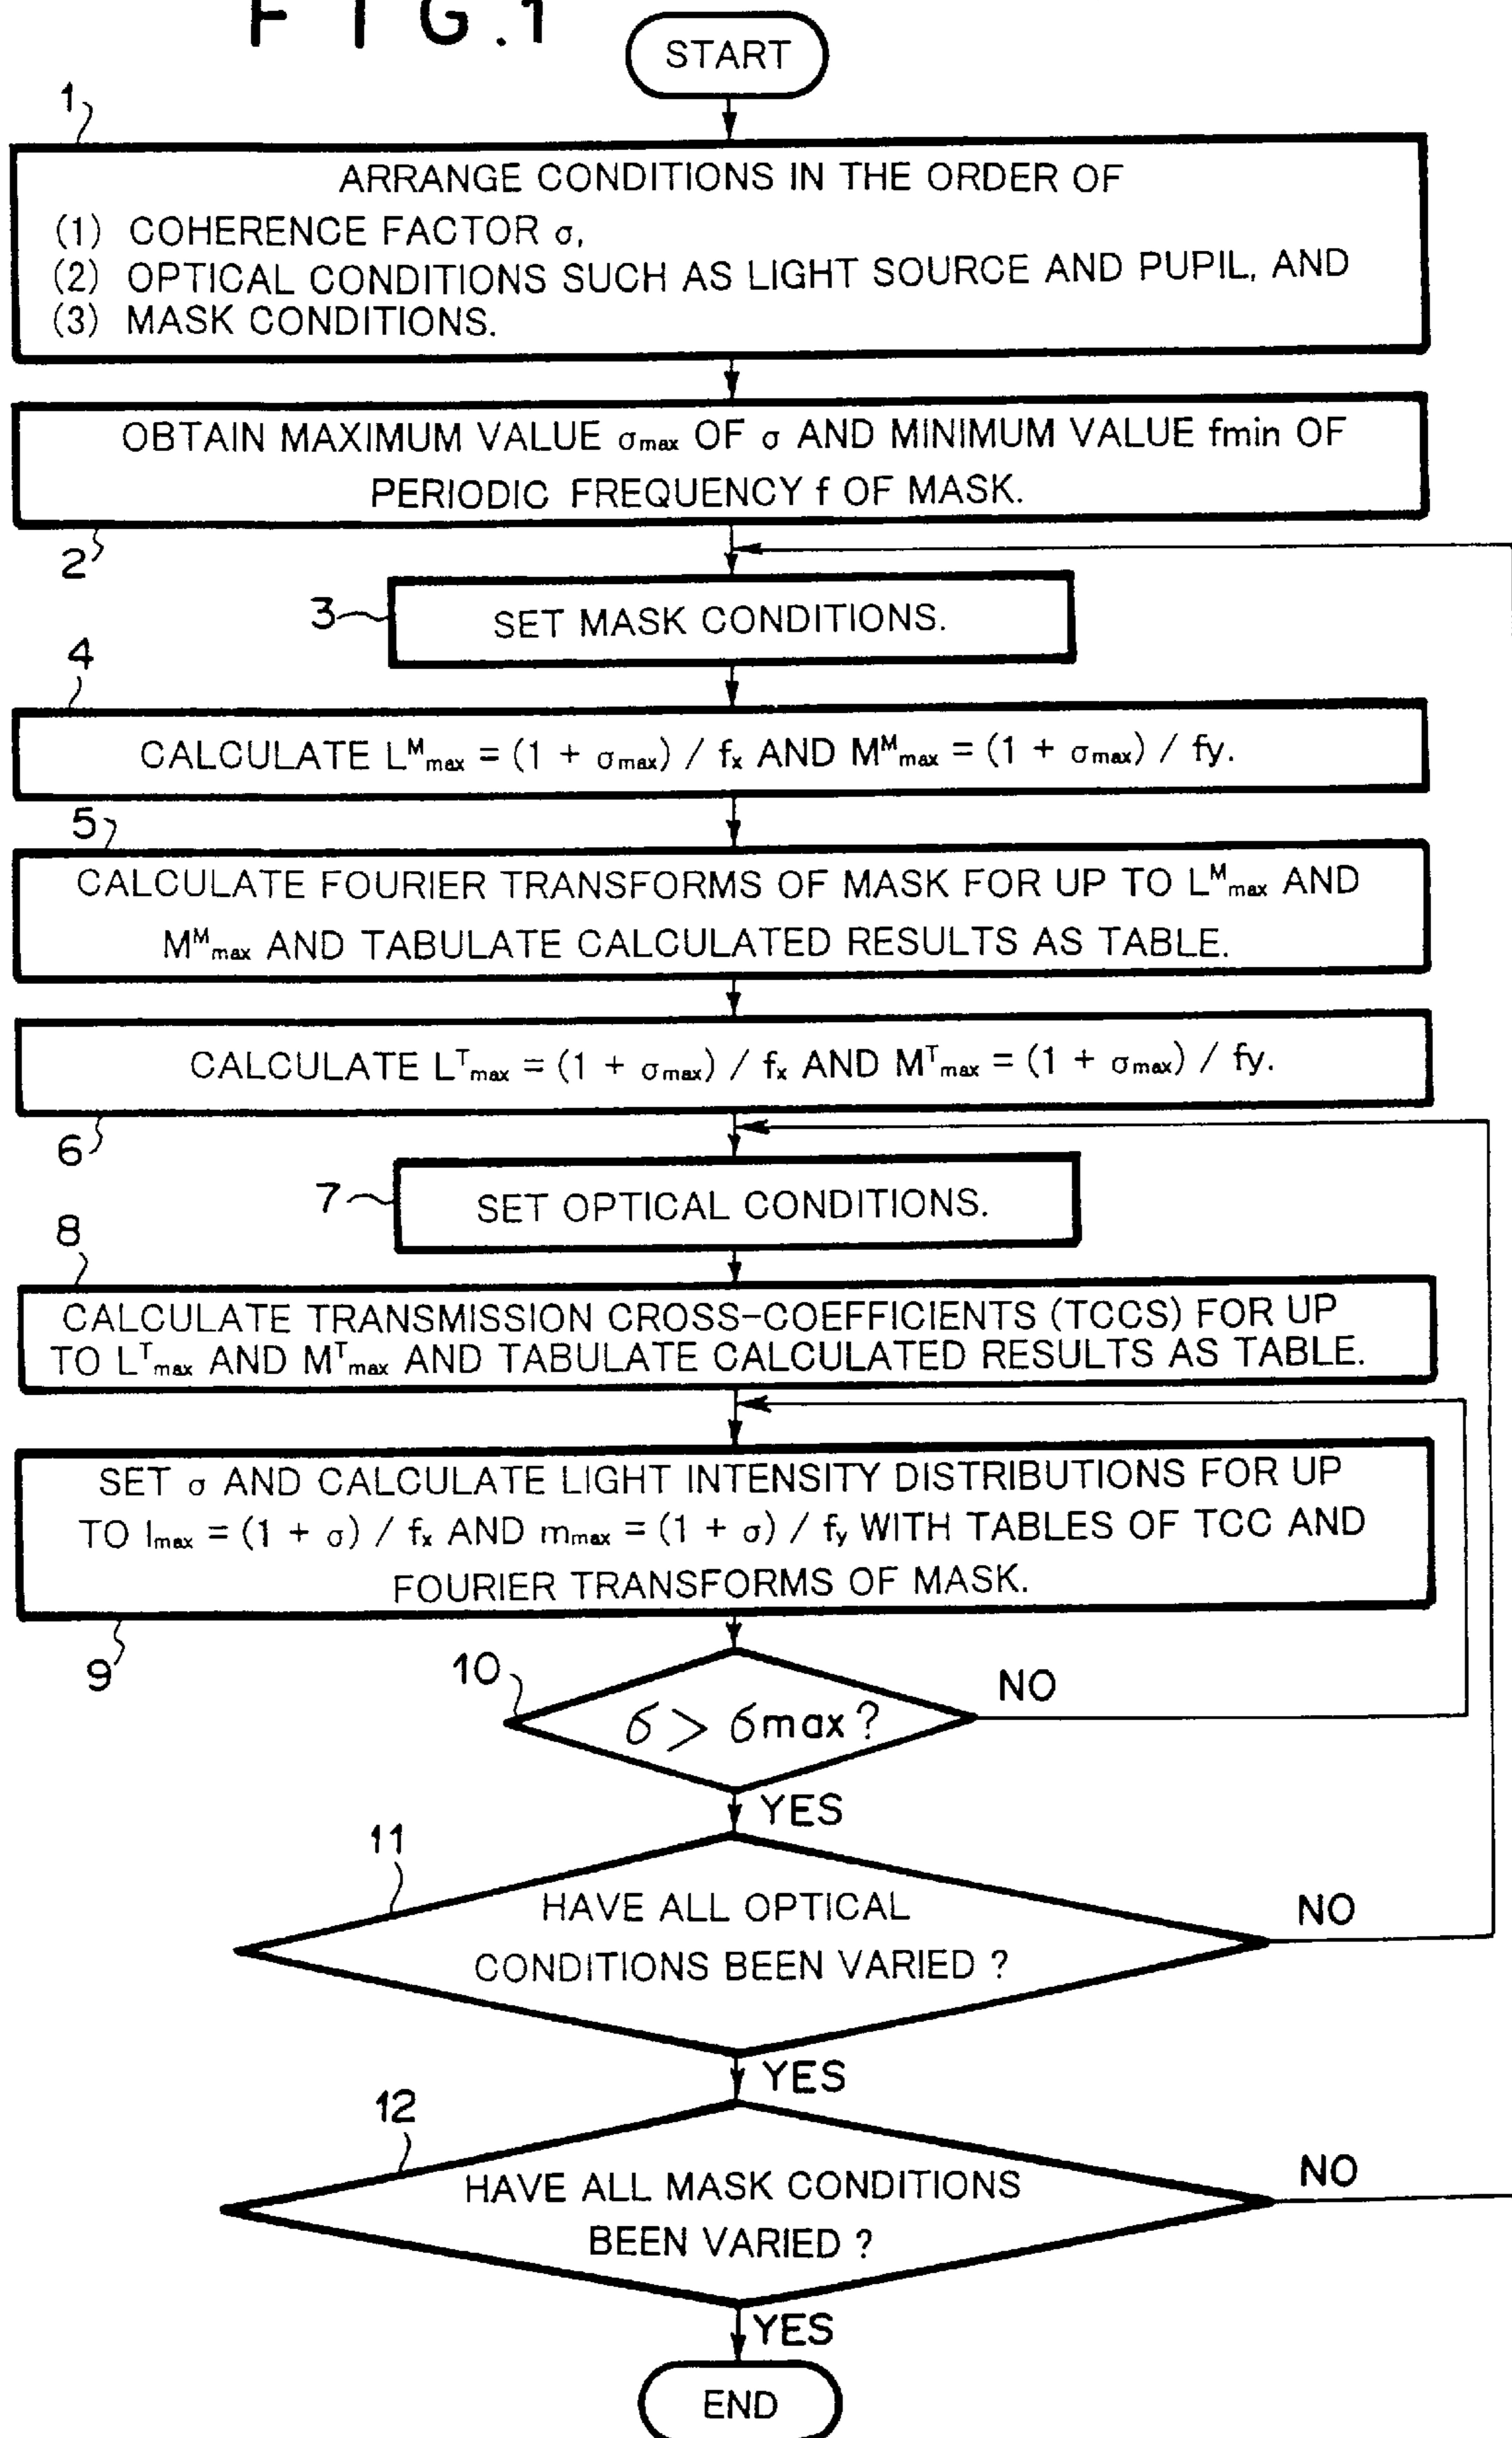 FIG.1
START
1
ARRANGE CONDITIONS IN THE ORDER OF
(1) COHERENCE FACTOR σ,
(2) OPTICAL CONDITIONS SUCH AS LIGHT SOURCE AND PUPIL, AND
(3) MASK CONDITIONS.
OBTAIN MAXIMUM VALUE σmax OF σ AND MINIMUM VALUE fmin OF
PERIODIC FREQUENCY f OF MASK.
2
3
SET MASK CONDITIONS.
4
CALCULATE L^M_max = (1 + σmax) / fx AND M^M_max = (1 + σmax) / fy.
5
CALCULATE FOURIER TRANSFORMS OF MASK FOR UP TO L^M_max AND
M^M_max AND TABULATE CALCULATED RESULTS AS TABLE.
CALCULATE L^T_max = (1 + σmax) / fx AND M^T_max = (1 + σmax) / fy.
6
7
SET OPTICAL CONDITIONS.
8
CALCULATE TRANSMISSION CROSS-COEFFICIENTS (TCCS) FOR UP
TO L^T_max AND M^T_max AND TABULATE CALCULATED RESULTS AS TABLE.
SET σ AND CALCULATE LIGHT INTENSITY DISTRIBUTIONS FOR UP
TO lmax = (1 + σ) / fx AND mmax = (1 + σ) / fy WITH TABLES OF TCC AND
FOURIER TRANSFORMS OF MASK.
9
10
σ > σmax?
NO
YES
11
HAVE ALL OPTICAL
CONDITIONS BEEN VARIED ?
NO
YES
12
HAVE ALL MASK CONDITIONS
BEEN VARIED ?
NO
YES
END